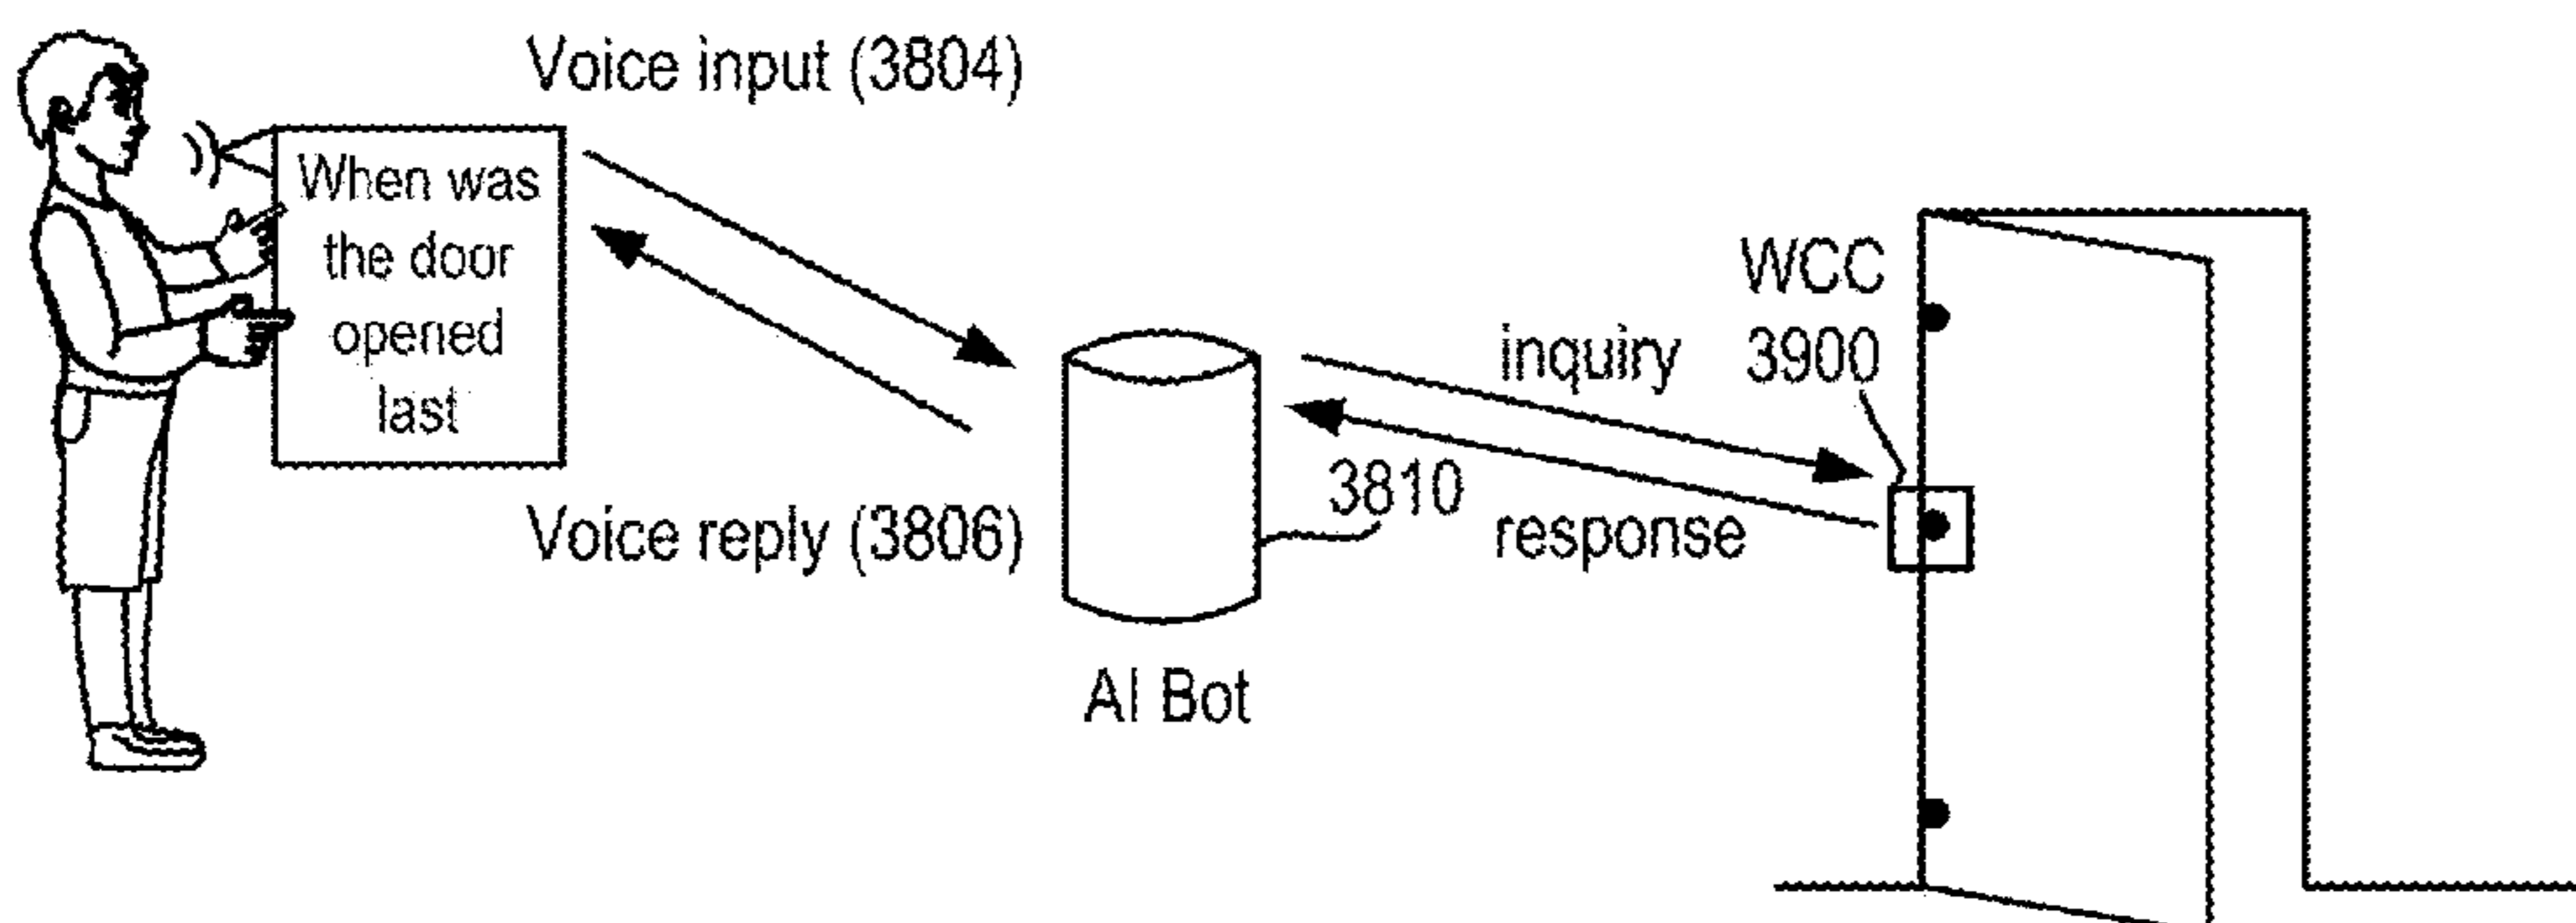 Voice input (3804)
When was
the door
opened
last
Voice reply (3806)
AI Bot
3810
inquiry
response
WCC
3900